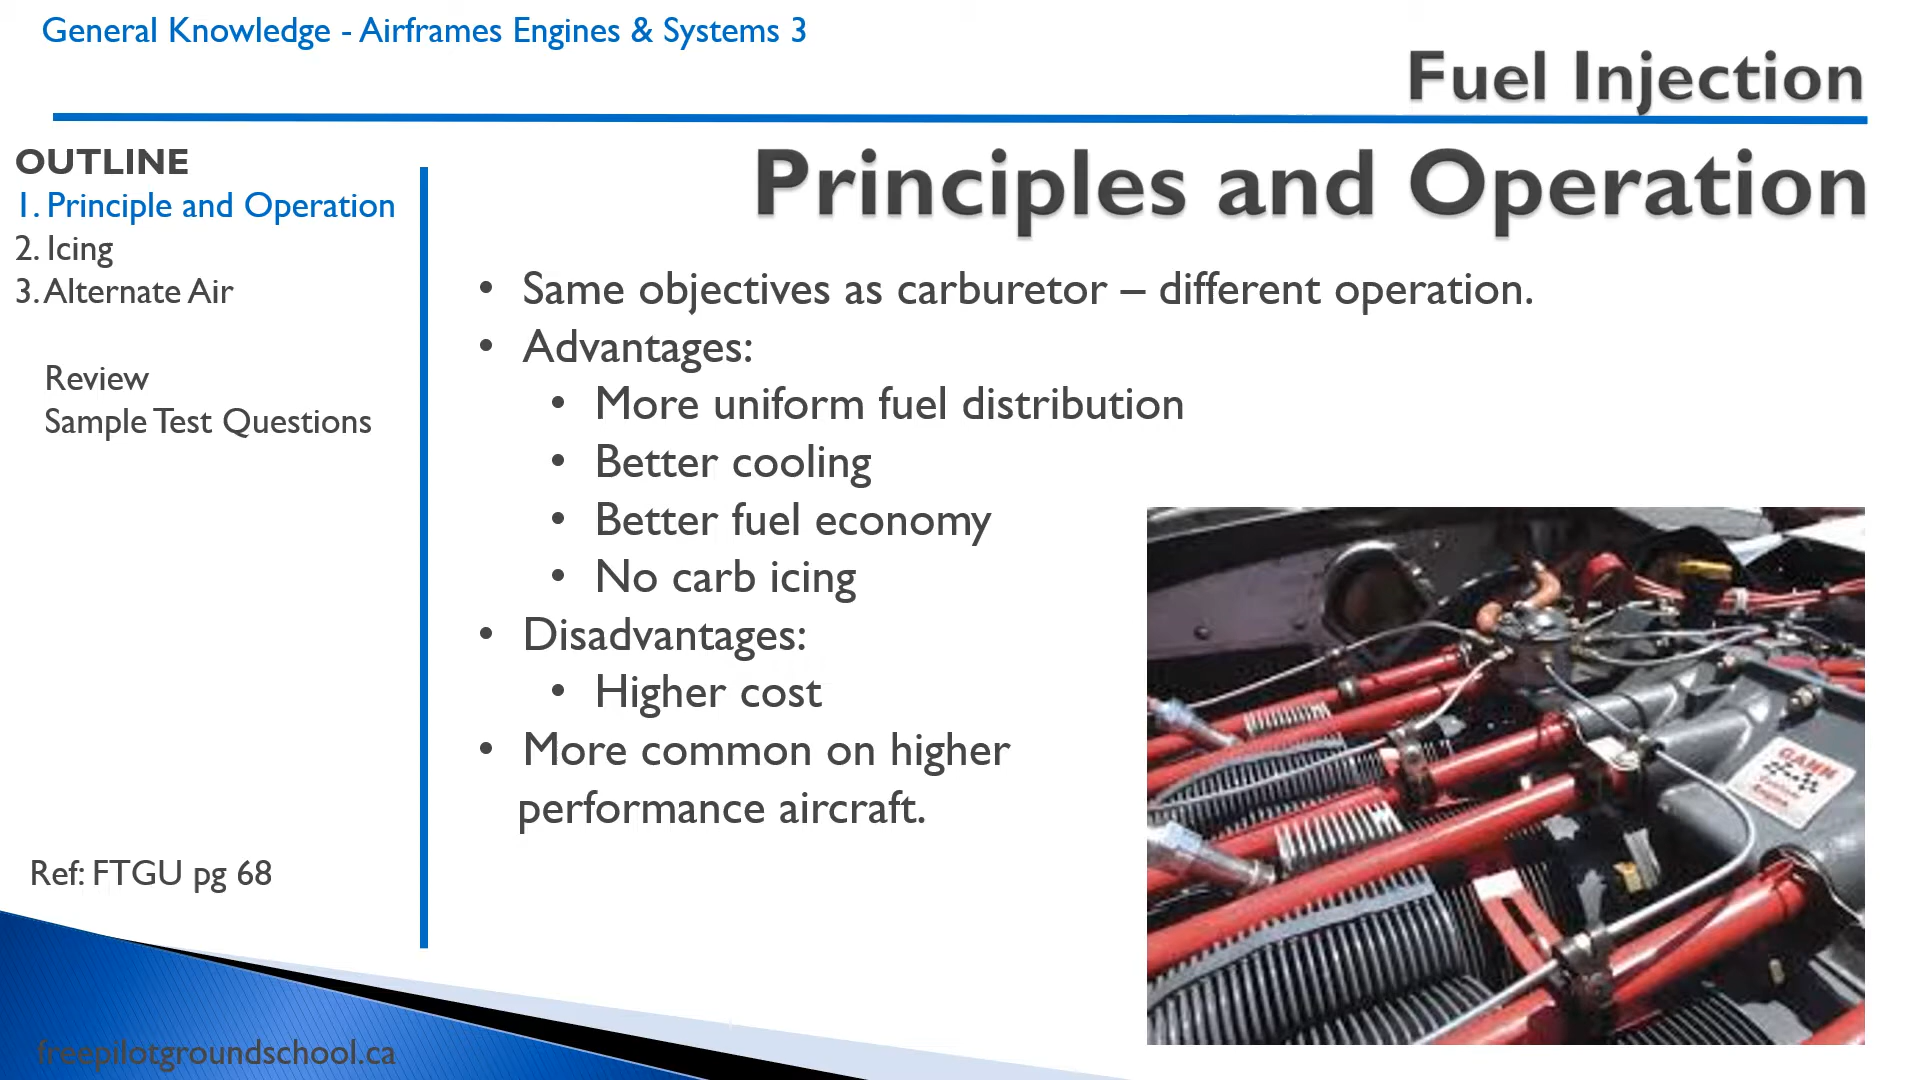 General Knowledge - Airframes Engines & Systems 3
Fuel Injection
OUTLINE
1. Principle and Operation
2. Icing
3. Alternate Air
Review
Sample Test Questions
Ref: FTGU pg 68
Principles and Operation
• Same objectives as carburetor – different operation.
• Advantages:
• More uniform fuel distribution
• Better cooling
• Better fuel economy
• No carb icing
• Disadvantages:
• Higher cost
• More common on higher
performance aircraft.
GANN
freepilotgroundschool.ca